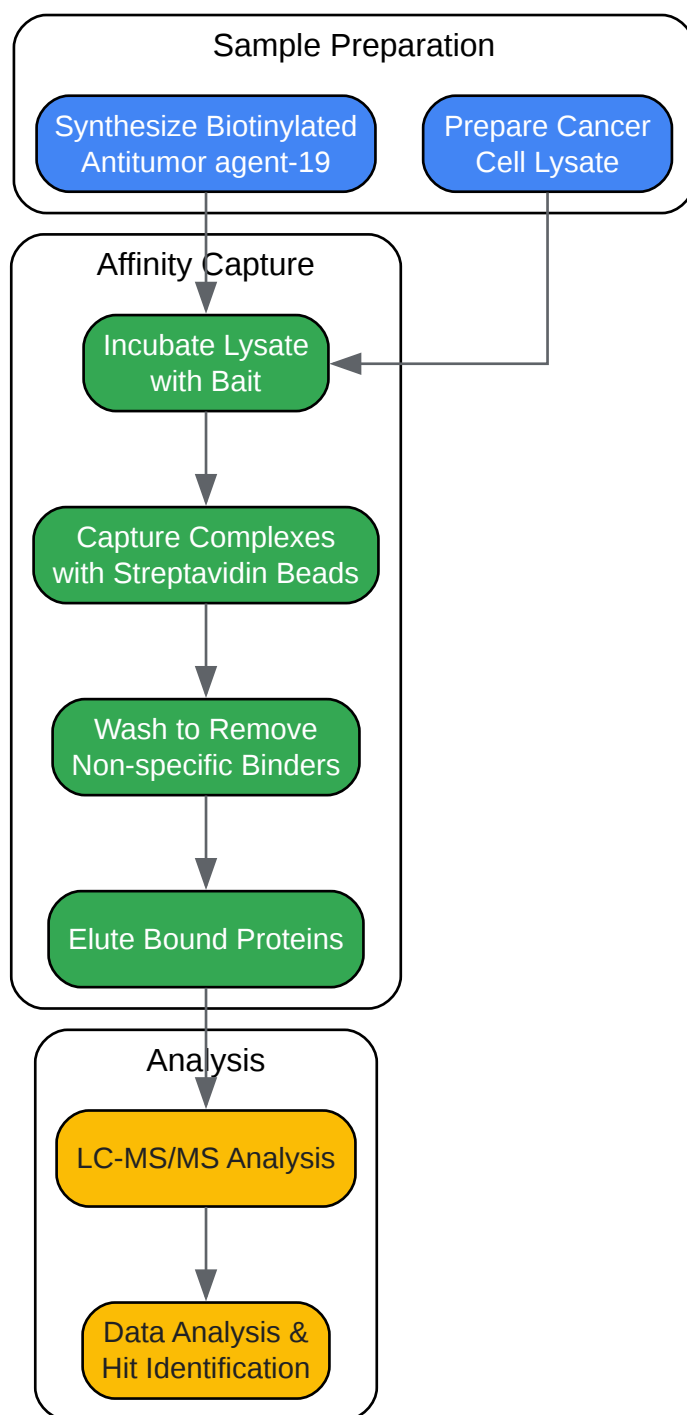 Sample Preparation
Synthesize Biotinylated
Antitumor agent-19
Prepare Cancer
Cell Lysate
Affinity Capture
Incubate Lysate
with Bait
Capture Complexes
with Streptavidin Beads
Wash to Remove
Non-specific Binders
Elute Bound Proteins
Analysis
LC-MS/MS Analysis
Data Analysis &
Hit Identification